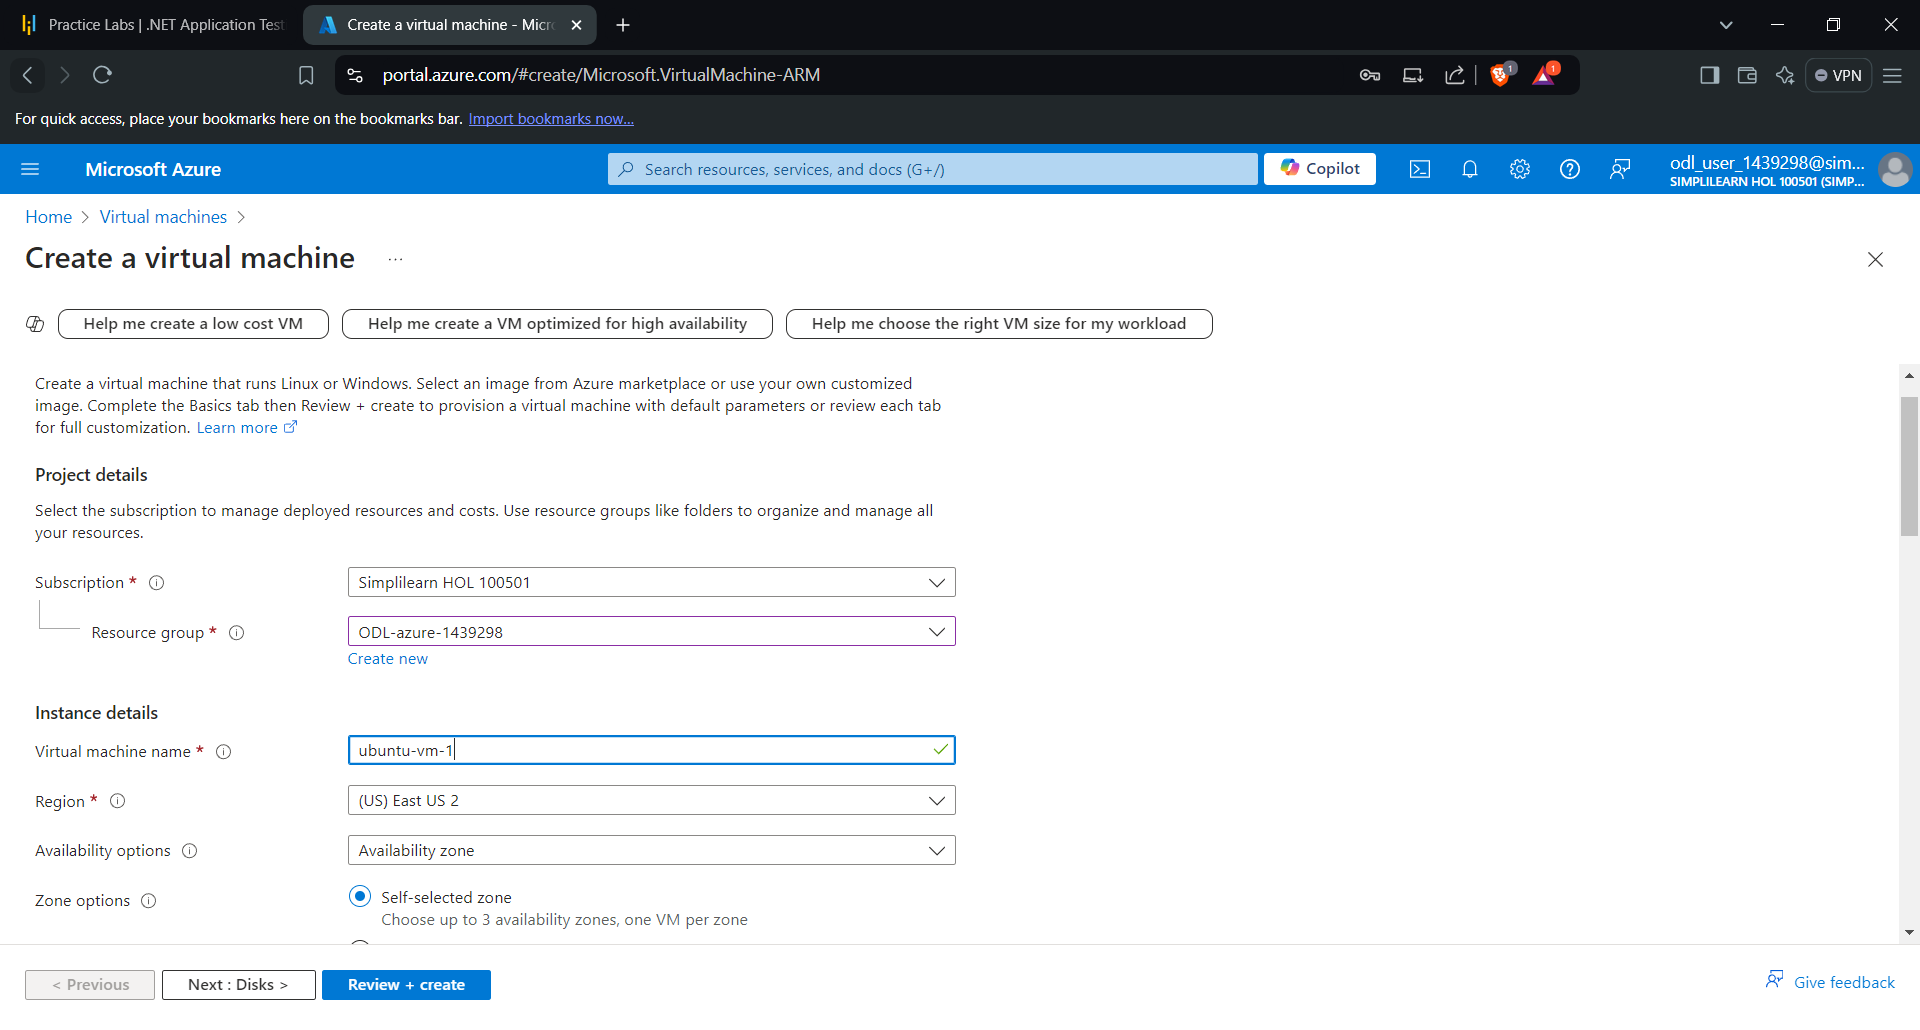 Practice Labs | .NET Application Test
Create a virtual machine - Micr
portal.azure.com/#create/Microsoft.VirtualMachine-ARM
1
1
VPN
For quick access, place your bookmarks here on the bookmarks bar. Import bookmarks now...
Microsoft Azure
Search resources, services, and docs (G+/)
Copilot
odl_user_1439298@sim...
SIMPLILEARN HOL 100501 (SIMP...
Home > Virtual machines >
Create a virtual machine ...
Help me create a low cost VM
Help me create a VM optimized for high availability
Help me choose the right VM size for my workload
Create a virtual machine that runs Linux or Windows. Select an image from Azure marketplace or use your own customized
image. Complete the Basics tab then Review + create to provision a virtual machine with default parameters or review each tab
for full customization. Learn more
Project details
Select the subscription to manage deployed resources and costs. Use resource groups like folders to organize and manage all
your resources.
Subscription *
Simplilearn HOL 100501
Resource group *
ODL-azure-1439298
Create new
Instance details
Virtual machine name *
ubuntu-vm-1
Region *
(US) East US 2
Availability options
Availability zone
Zone options
Self-selected zone
Choose up to 3 availability zones, one VM per zone
< Previous
Next : Disks >
Review + create
Give feedback